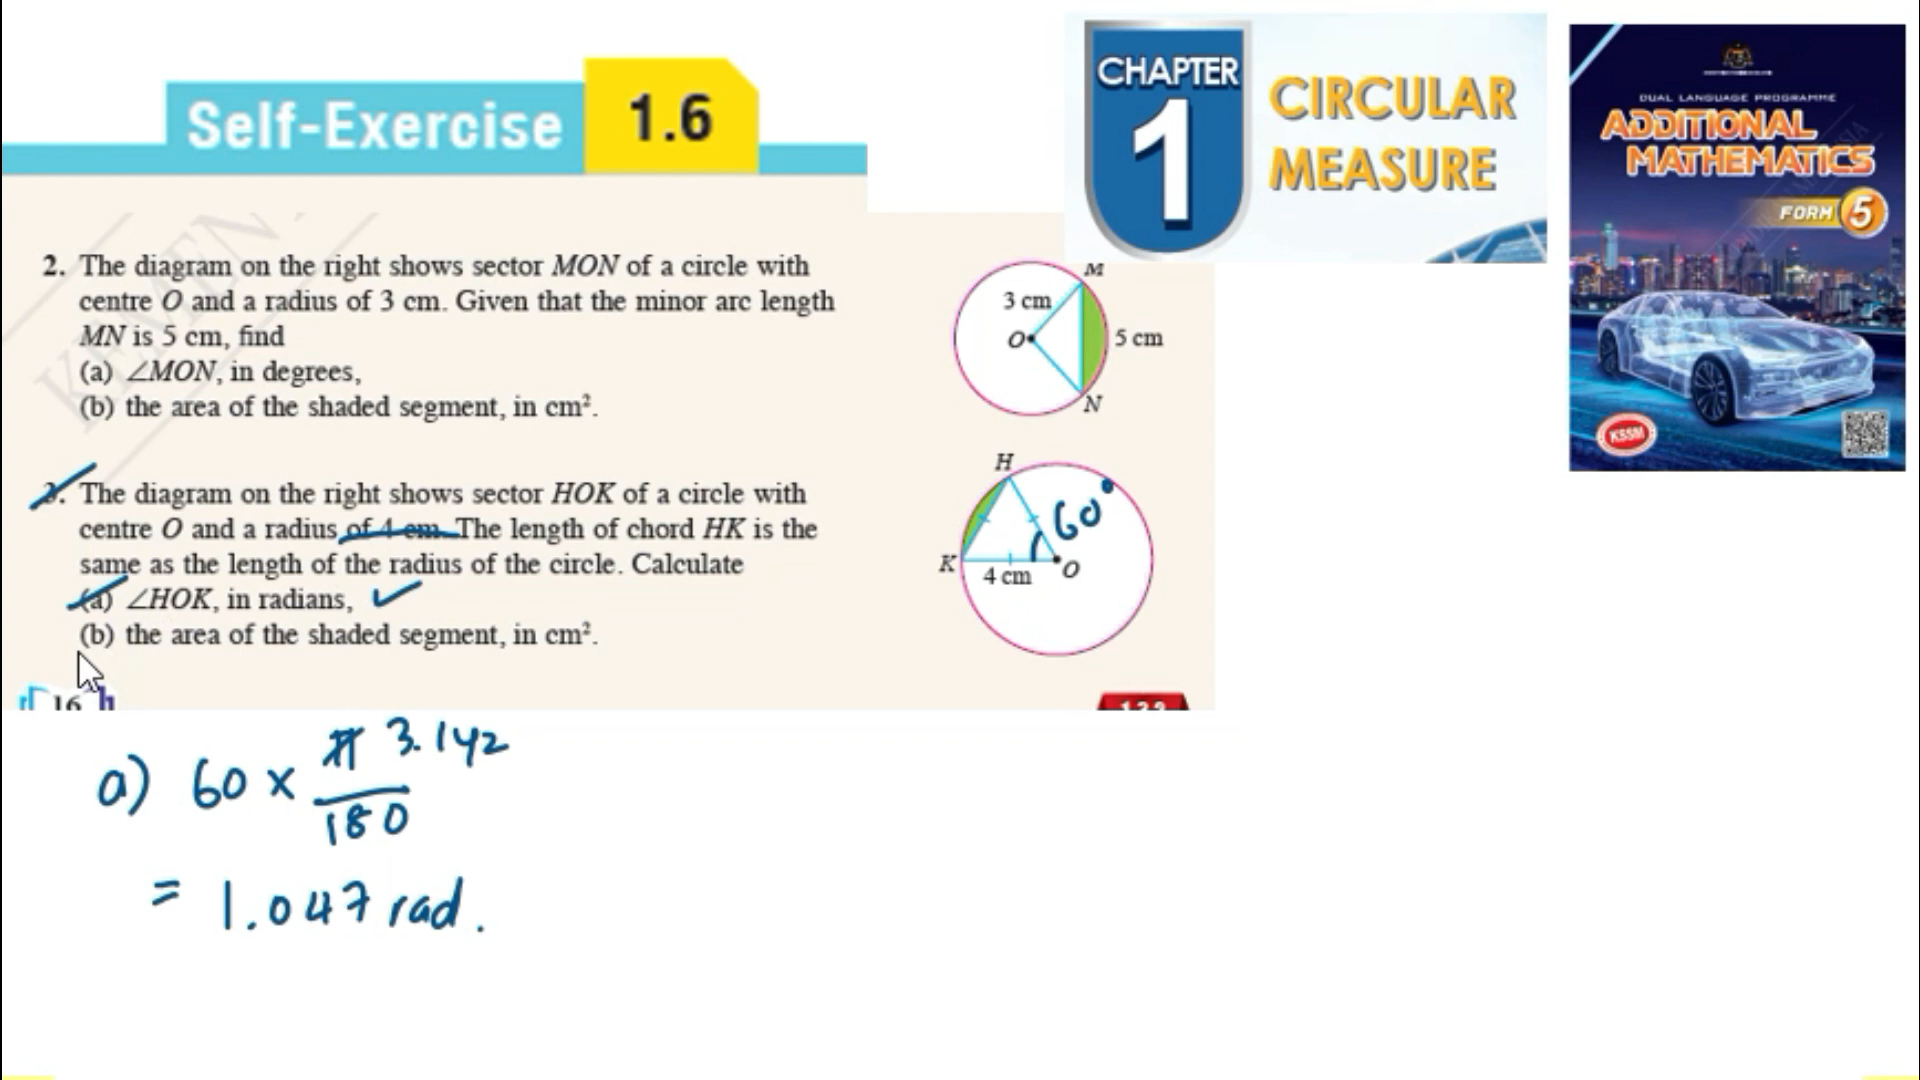 Self-Exercise 1.6
CHAPTER
1
CIRCULAR
MEASURE
DUAL LANGUAGE PROGRAMME
ADDITIONAL
MATHEMATICS
FORM 5
KSSM
2. The diagram on the right shows sector MON of a circle with
centre O and a radius of 3 cm. Given that the minor arc length
MN is 5 cm, find
(a) ∠MON, in degrees,
(b) the area of the shaded segment, in cm².
M
3 cm
O
5 cm
N
3. The diagram on the right shows sector HOK of a circle with
centre O and a radius of 4 cm. The length of chord HK is the
same as the length of the radius of the circle. Calculate
(a) ∠HOK, in radians,
(b) the area of the shaded segment, in cm².
H
60°
K
4 cm
O
16
a) 60 × π 3.142
180
= 1.047 rad.